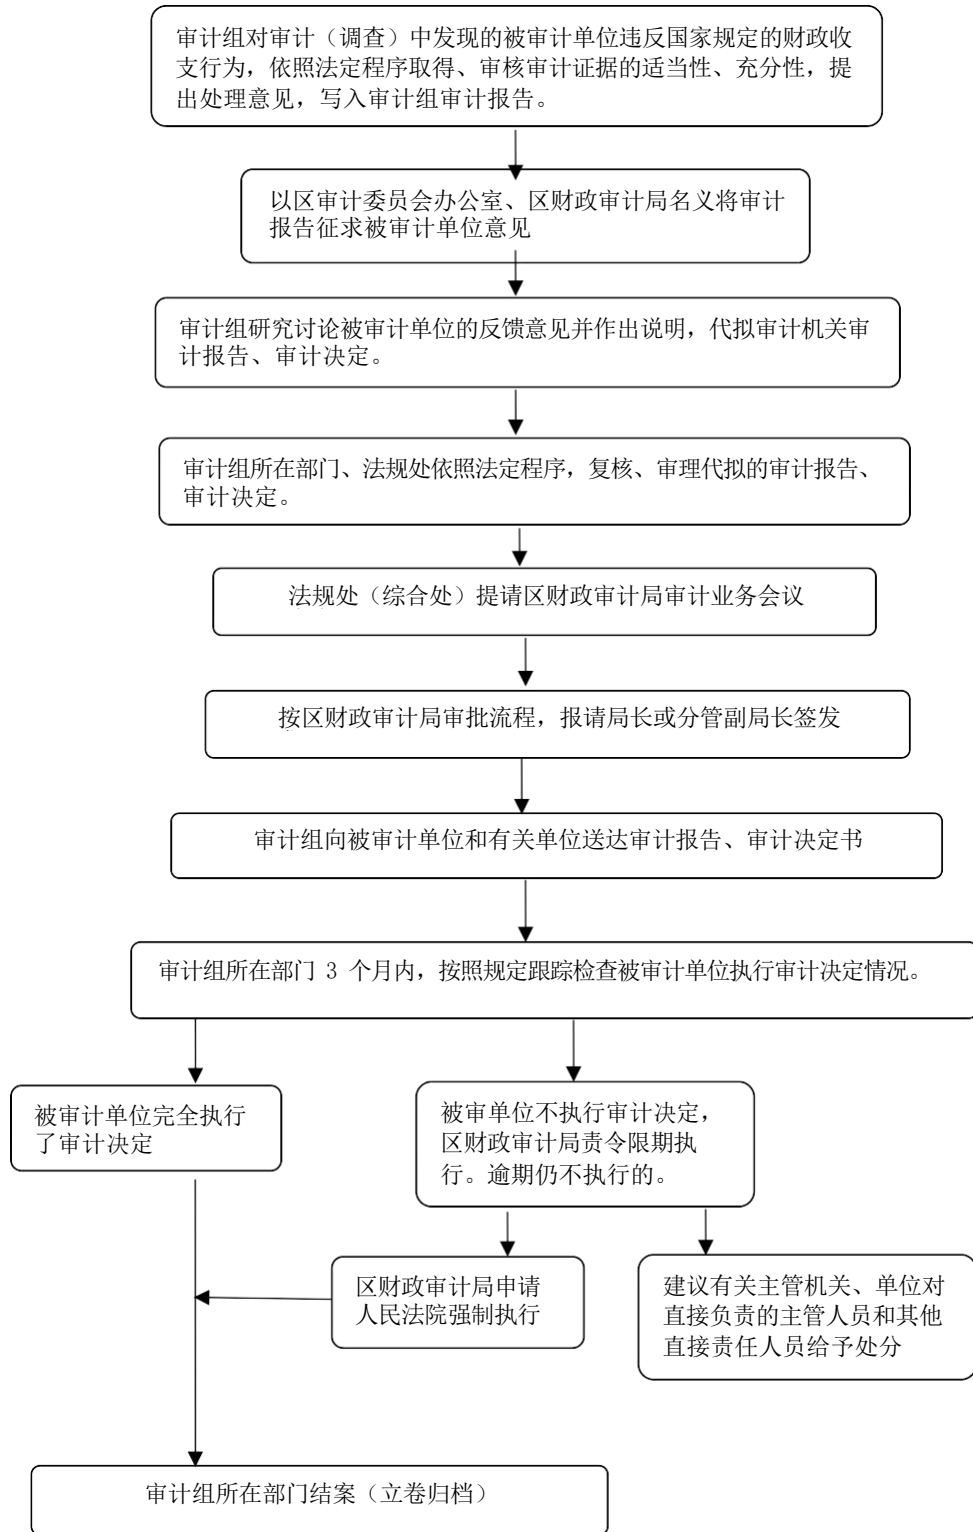 审计组对审计（调查）中发现的被审计单位违反国家规定的财政收
支行为，依照法定程序取得、审核审计证据的适当性、充分性，提
出处理意见，写入审计组审计报告。
以区审计委员会办公室、区财政审计局名义将审计
报告征求被审计单位意见
审计组研究讨论被审计单位的反馈意见并作出说明，代拟审计机关审
计报告、审计决定。
审计组所在部门、法规处依照法定程序，复核、审理代拟的审计报告、
审计决定。
法规处（综合处）提请区财政审计局审计业务会议
按区财政审计局审批流程，报请局长或分管副局长签发
审计组向被审计单位和有关单位送达审计报告、审计决定书
审计组所在部门 3 个月内，按照规定跟踪检查被审计单位执行审计决定情况。
被审计单位完全执行
了审计决定
被审单位不执行审计决定，
区财政审计局责令限期执
行。逾期仍不执行的。
区财政审计局申请
人民法院强制执行
建议有关主管机关、单位对
直接负责的主管人员和其他
直接责任人员给予处分
审计组所在部门结案（立卷归档）